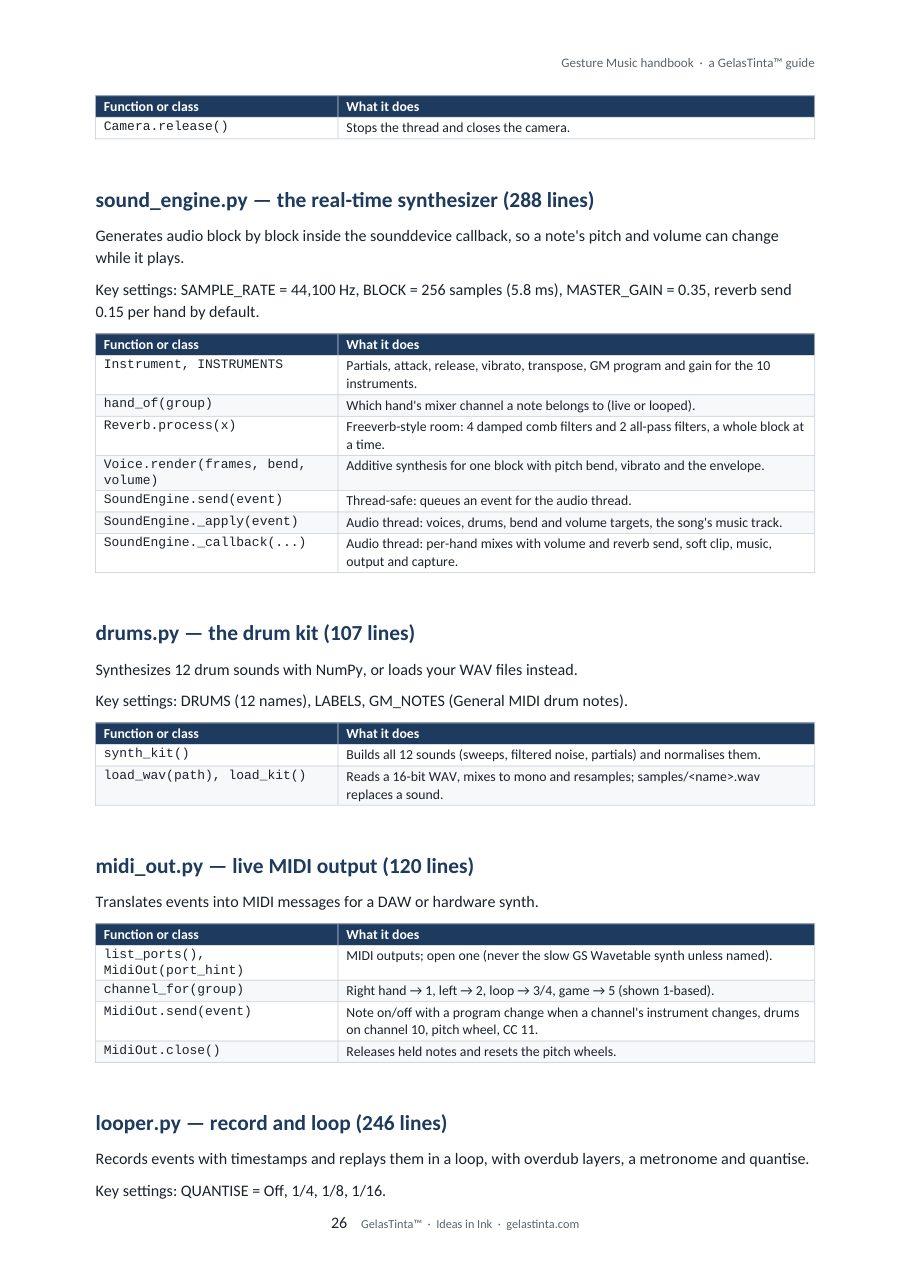 Gesture Music handbook · a GelasTinta™ guide
Function or class What it does
Camera.release() Stops the thread and closes the camera.
sound_engine.py — the real-time synthesizer (288 lines)
Generates audio block by block inside the sounddevice callback, so a note's pitch and volume can change
while it plays.
Key settings: SAMPLE_RATE = 44,100 Hz, BLOCK = 256 samples (5.8 ms), MASTER_GAIN = 0.35, reverb send
0.15 per hand by default.
Function or class What it does
Instrument, INSTRUMENTS Partials, attack, release, vibrato, transpose, GM program and gain for the 10
instruments.
hand_of(group) Which hand's mixer channel a note belongs to (live or looped).
Reverb.process(x) Freeverb-style room: 4 damped comb filters and 2 all-pass filters, a whole block at
a time.
Voice.render(frames, bend, Additive synthesis for one block with pitch bend, vibrato and the envelope.
volume)
SoundEngine.send(event) Thread-safe: queues an event for the audio thread.
SoundEngine._apply(event) Audio thread: voices, drums, bend and volume targets, the song's music track.
SoundEngine._callback(...) Audio thread: per-hand mixes with volume and reverb send, soft clip, music,
output and capture.
drums.py — the drum kit (107 lines)
Synthesizes 12 drum sounds with NumPy, or loads your WAV files instead.
Key settings: DRUMS (12 names), LABELS, GM_NOTES (General MIDI drum notes).
Function or class What it does
synth_kit() Builds all 12 sounds (sweeps, filtered noise, partials) and normalises them.
load_wav(path), load_kit() Reads a 16-bit WAV, mixes to mono and resamples; samples/<name>.wav
replaces a sound.
midi_out.py — live MIDI output (120 lines)
Translates events into MIDI messages for a DAW or hardware synth.
Function or class What it does
list_ports(), MIDI outputs; open one (never the slow GS Wavetable synth unless named).
MidiOut(port_hint)
channel_for(group) Right hand → 1, left → 2, loop → 3/4, game → 5 (shown 1-based).
MidiOut.send(event) Note on/off with a program change when a channel's instrument changes, drums
on channel 10, pitch wheel, CC 11.
MidiOut.close() Releases held notes and resets the pitch wheels.
looper.py — record and loop (246 lines)
Records events with timestamps and replays them in a loop, with overdub layers, a metronome and quantise.
Key settings: QUANTISE = Off, 1/4, 1/8, 1/16.
26 GelasTinta™ · Ideas in Ink · gelastinta.com